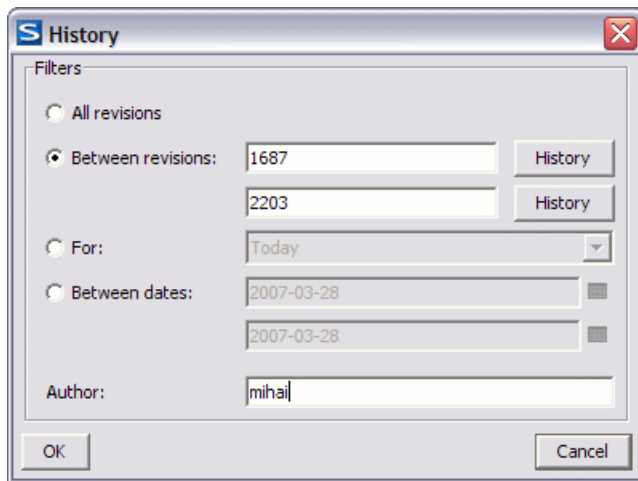 S History
Filters
All revisions
Between revisions: 1687 History
2203 History
For: Today
Between dates: 2007-03-28
2007-03-28
Author: mihai
OK Cancel